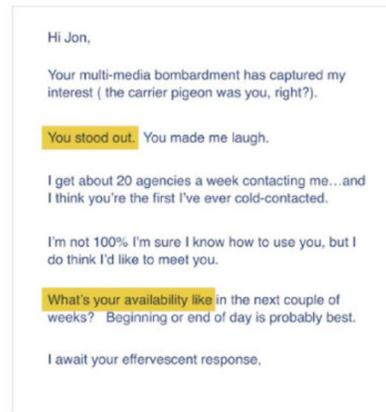 Hi Jon,
Your multi-media bombardment has captured my
interest ( the carrier pigeon was you, right?).
You stood out. You made me laugh.
I get about 20 agencies a week contacting me...and
I think you're the first I've ever cold-contacted.
I'm not 100% I'm sure I know how to use you, but I
do think I'd like to meet you.
What's your availability like in the next couple of
weeks? Beginning or end of day is probably best.
I await your effervescent response,